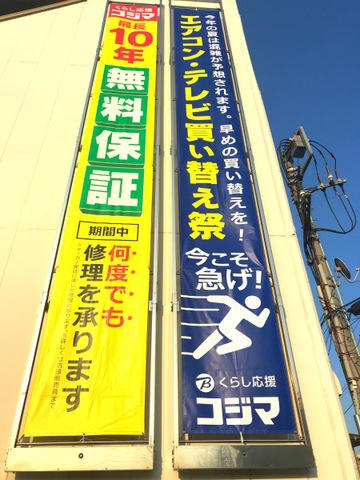 くらし応援
コジマ
最長
10年
無料保証
期間中
何度でも
修理を承ります
今年の夏は混雑が予想されます。早めの買い替えを!
エアコン・テレビ買い替え祭
今こそ
急げ!
B くらし応援
コジマ